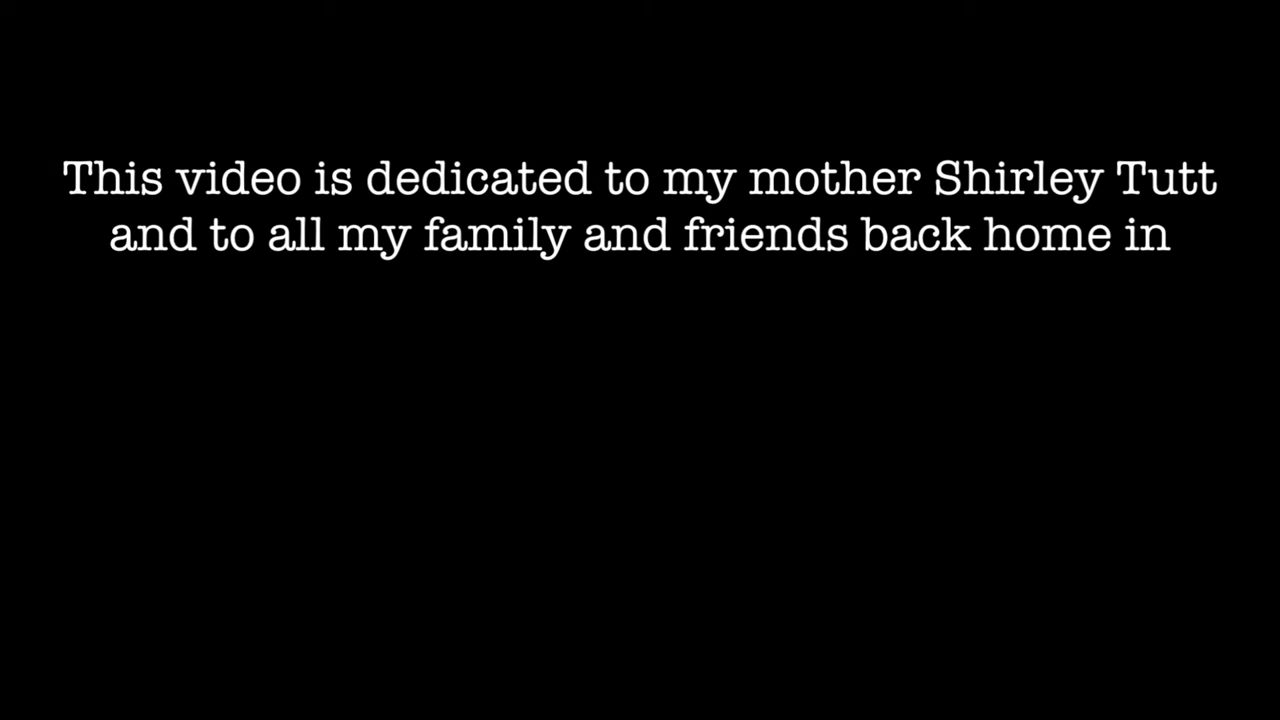 This video is dedicated to my mother Shirley Tutt
and to all my family and friends back home in